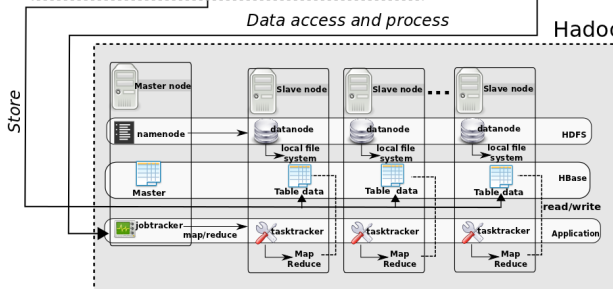 Data access and process
Hadoo
Store
Master node
Slave node
Slave node
...
Slave node
namenode
datanode
datanode
datanode
HDFS
local file
system
local file
system
local file
system
HBase
Master
Table data
Table data
Table data
read/write
jobtracker
map/reduce
tasktracker
tasktracker
tasktracker
Application
Map
Reduce
Map
Reduce
Map
Reduce